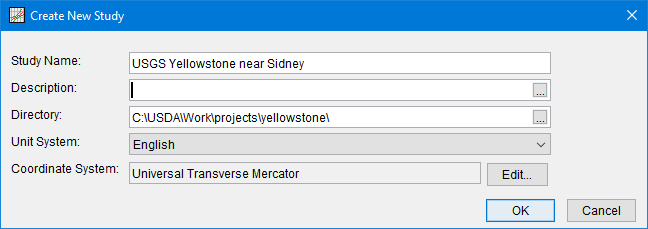 Create New Study
Study Name: USGS Yellowstone near Sidney
Description: ...
Directory: C:\USDA\Work\projects\yellowstone\ ...
Unit System: English
Coordinate System: Universal Transverse Mercator Edit...
OK Cancel